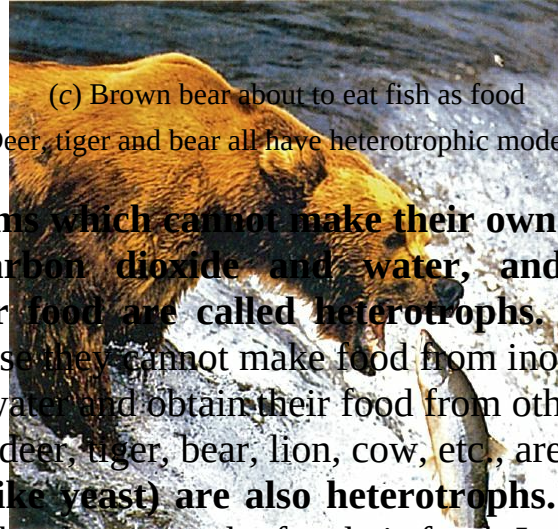 (c) Brown bear about to eat fish as food
Deer, tiger and bear all have heterotrophic mode
ms which cannot make their own
arbon dioxide and water, and
r food are called heterotrophs.
se they cannot make food from ino
water and obtain their food from oth
deer, tiger, bear, lion, cow, etc., are
ike yeast) are also heterotrophs.